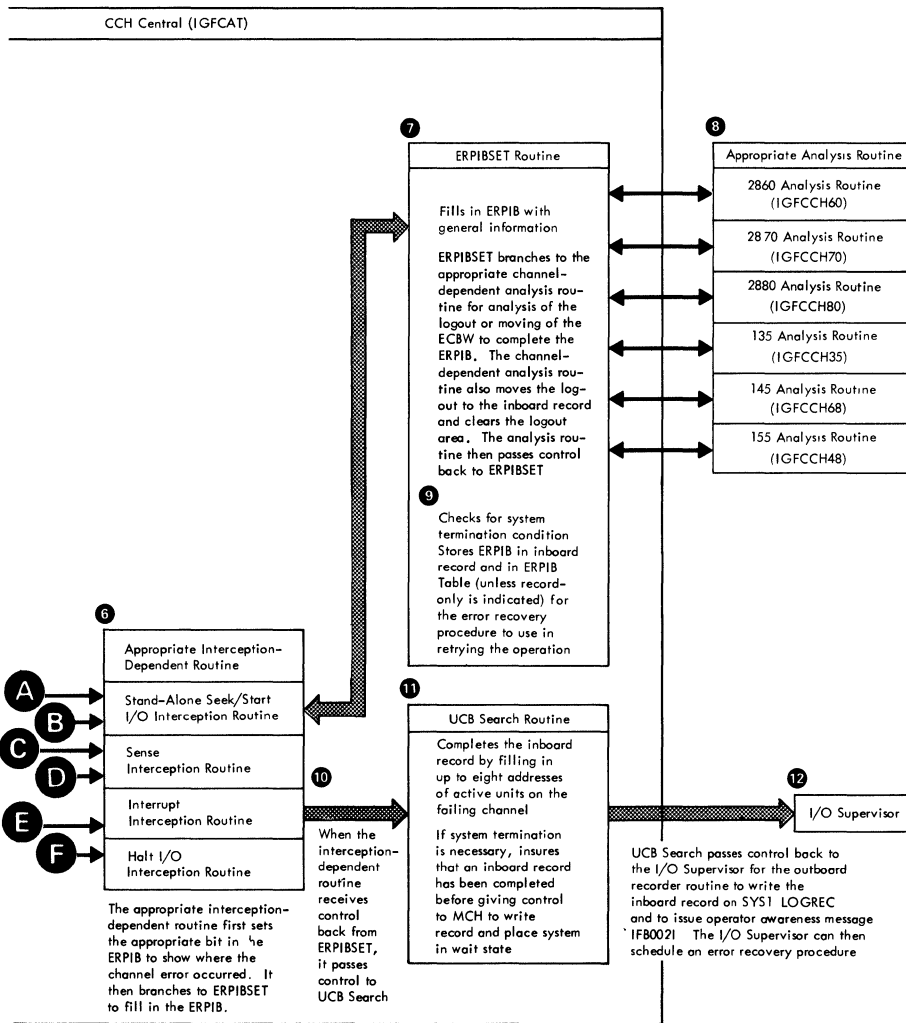 CCH Central (IGFCAT)
7
ERPIBSET Routine
Fills in ERPIB with
general information
ERPIBSET branches to the
appropriate channel-
dependent analysis rou-
tine for analysis of the
logout or moving of the
ECBW to complete the
ERPIB. The channel-
dependent analysis rou-
tine also moves the log-
out to the inboard record
and clears the logout
area. The analysis rou-
tine then passes control
back to ERPIBSET
9
Checks for system
termination condition
Stores ERPIB in inboard
record and in ERPIB
Table (unless record-
only is indicated) for
the error recovery
procedure to use in
retrying the operation
8
Appropriate Analysis Routine
2860 Analysis Routine
(IGFCCH60)
2870 Analysis Routine
(IGFCCH70)
2880 Analysis Routine
(IGFCCH80)
135 Analysis Routine
(IGFCCH35)
145 Analysis Routine
(IGFCCH68)
155 Analysis Routine
(IGFCCH48)
6
Appropriate Interception-
Dependent Routine
A
Stand-Alone Seek/Start
B
I/O Interception Routine
C
Sense
D
Interception Routine
E
Interrupt
Interception Routine
F
Halt I/O
Interception Routine
The appropriate interception-
dependent routine first sets
the appropriate bit in he
ERPIB to show where the
channel error occurred. It
then branches to ERPIBSET
to fill in the ERPIB.
10
When the
interception-
dependent
routine
receives
control
back from
ERPIBSET,
it passes
control to
UCB Search
11
UCB Search Routine
Completes the inboard
record by filling in
up to eight addresses
of active units on the
failing channel
If system termination
is necessary, insures
that an inboard record
has been completed
before giving control
to MCH to write
record and place system
in wait state
12
I/O Supervisor
UCB Search passes control back to
the I/O Supervisor for the outboard
recorder routine to write the
inboard record on SYS1 LOGREC
and to issue operator awareness message
IFB002I The I/O Supervisor can then
schedule an error recovery procedure